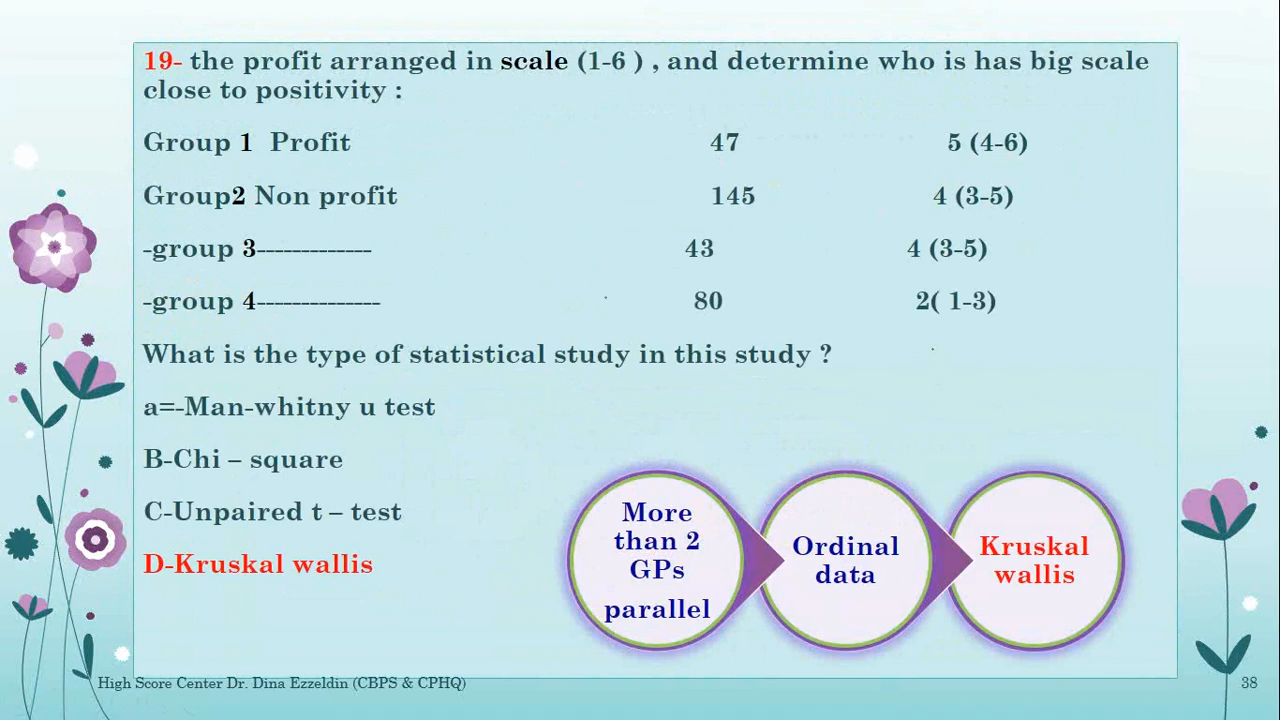 19- the profit arranged in scale (1-6 ) , and determine who is has big scale
close to positivity :
Group 1 Profit 47 5 (4-6)
Group2 Non profit 145 4 (3-5)
-group 3------------- 43 4 (3-5)
-group 4-------------- 80 2( 1-3)
What is the type of statistical study in this study ?
a=-Man-whitny u test
B-Chi – square
C-Unpaired t – test
D-Kruskal wallis
More
than 2
GPs
parallel
Ordinal
data
Kruskal
wallis
High Score Center Dr. Dina Ezzeldin (CBPS & CPHQ)
38